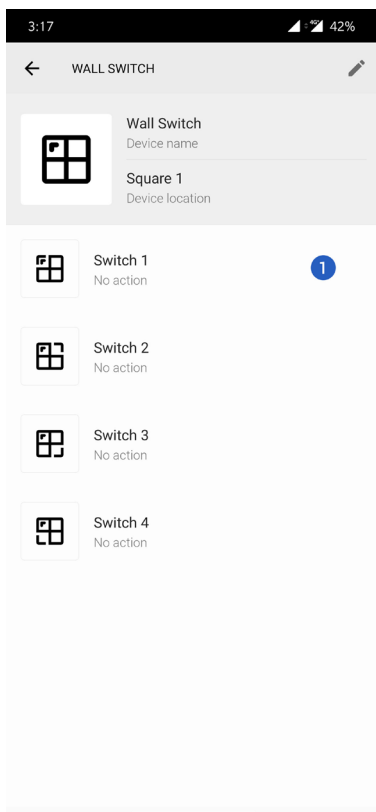 3:17
4G+ 42%
WALL SWITCH
Wall Switch
Device name
Square 1
Device location
Switch 1
No action
1
Switch 2
No action
Switch 3
No action
Switch 4
No action